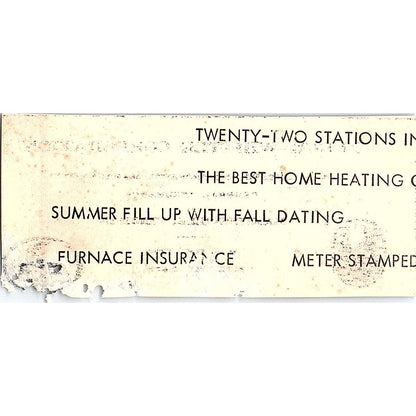 TWENTY-TWO STATIONS IN
THE BEST HOME HEATING
SUMMER FILL UP WITH FALL DATING
FURNACE INSURANCE METER STAMPED